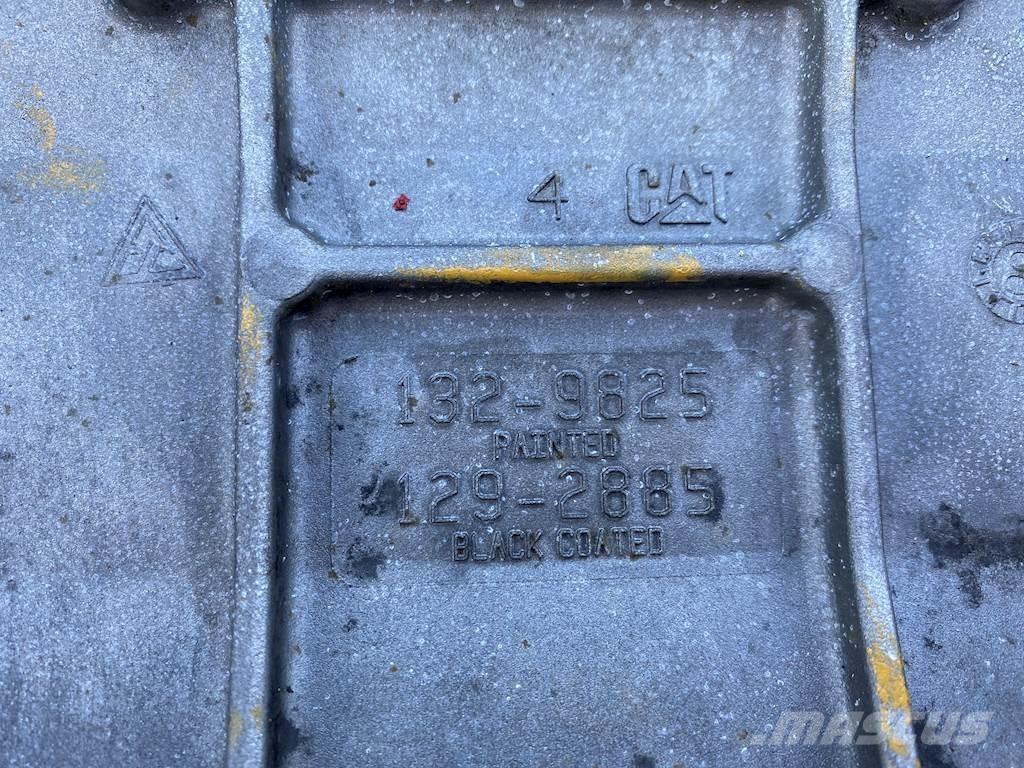 4 CAT
132-9825
PAINTED
129-2885
BLACK COATED
MASCUS